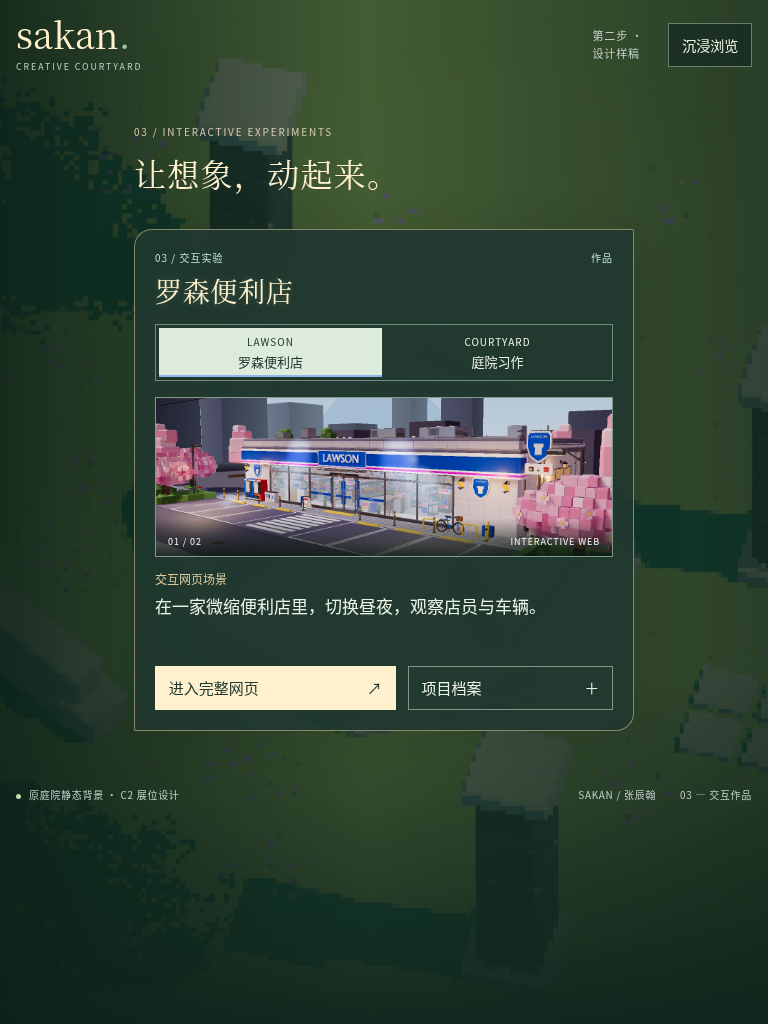 sakan.
CREATIVE COURTYARD
第二步 ·
设计样稿
沉浸浏览
03 / INTERACTIVE EXPERIMENTS
让想象，动起来。
03 / 交互实验
作品
罗森便利店
LAWSON
罗森便利店
COURTYARD
庭院习作
LAWSON
01 / 02
INTERACTIVE WEB
交互网页场景
在一家微缩便利店里，切换昼夜，观察店员与车辆。
进入完整网页 ↗
项目档案 +
原庭院静态背景 · C2 展位设计
SAKAN / 张辰翰
03 — 交互作品